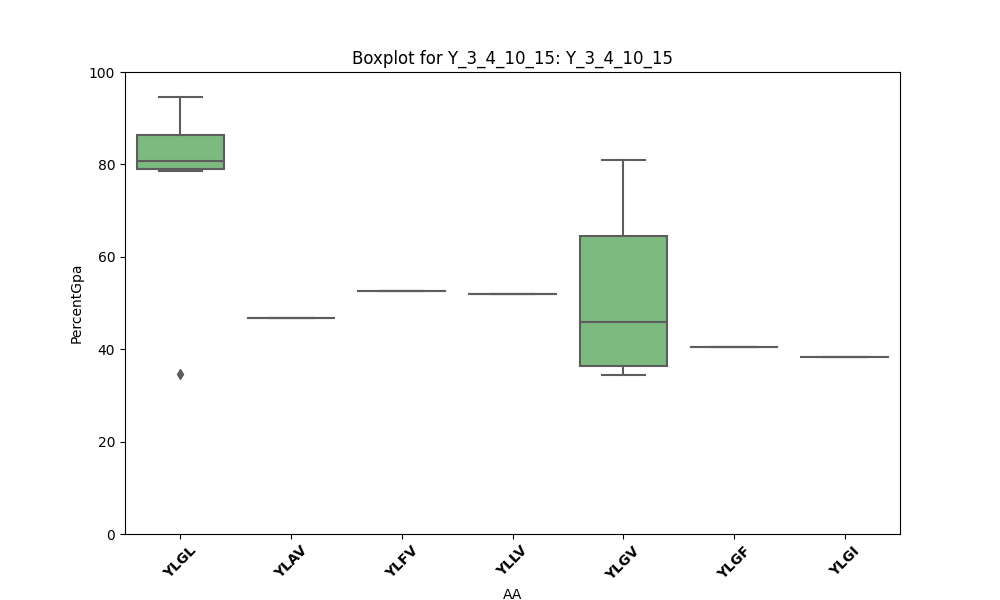 Boxplot for Y_3_4_10_15: Y_3_4_10_15
100
80
60
40
20
0
PercentGpa
YLGL
YLAV
YLFV
YLLV
YLGV
YLGF
YLGI
AA